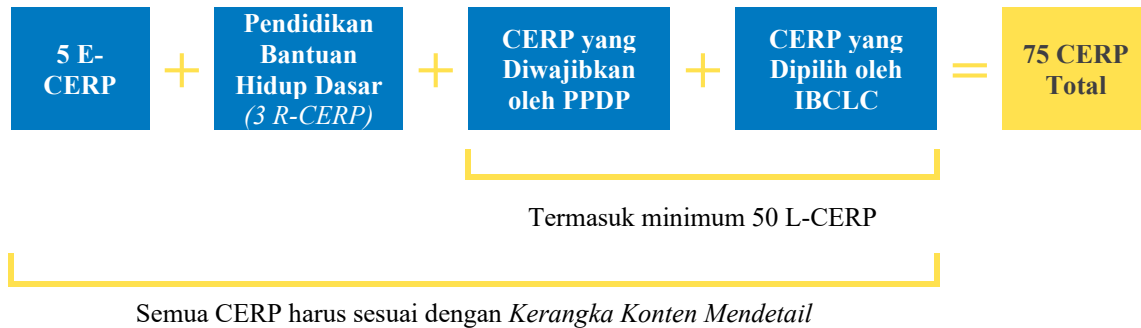 5 E-
CERP
+
Pendidikan
Bantuan
Hidup Dasar
(3 R-CERP)
+
CERP yang
Diwajibkan
oleh PPDP
+
CERP yang
Dipilih oleh
IBCLC
=
75 CERP
Total
Termasuk minimum 50 L-CERP
Semua CERP harus sesuai dengan Kerangka Konten Mendetail